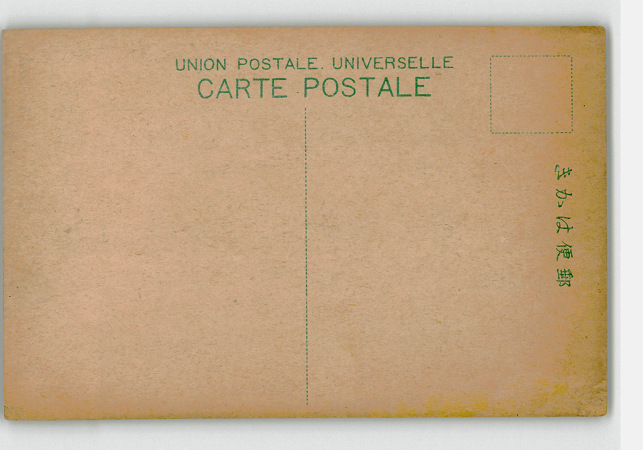 UNION POSTALE. UNIVERSELLE
CARTE POSTALE
きかは便郵